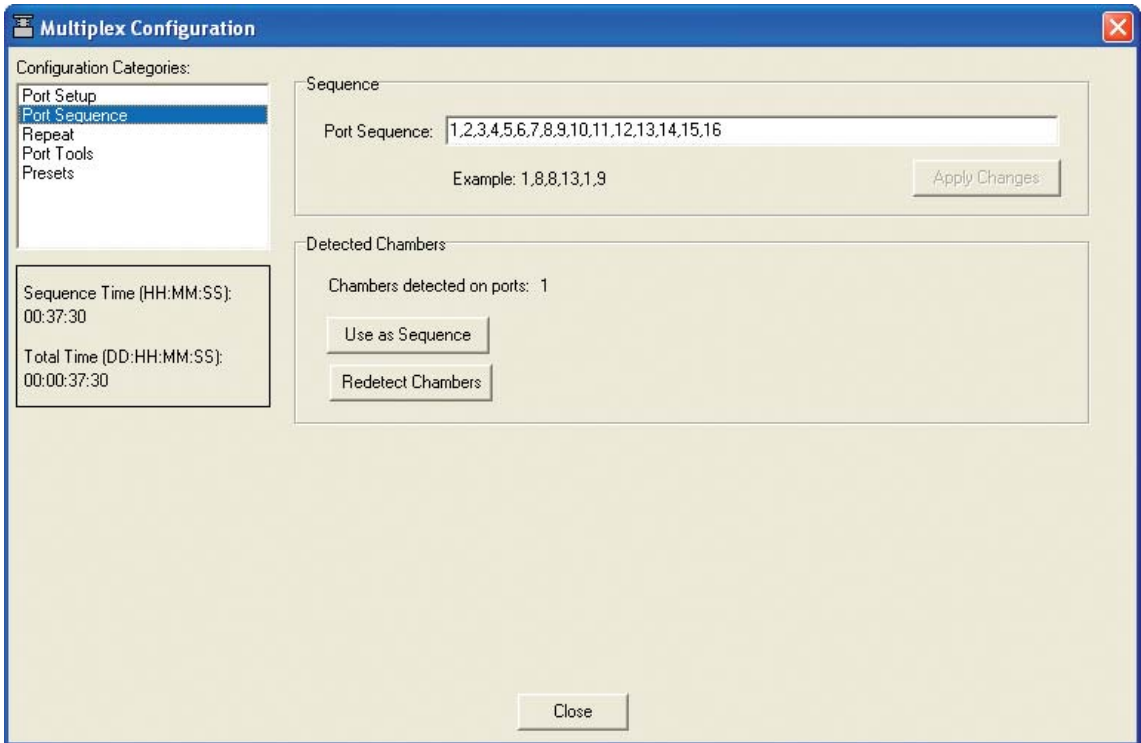 Multiplex Configuration
Configuration Categories:
Port Setup
Port Sequence
Repeat
Port Tools
Presets
Sequence Time (HH:MM:SS):
00:37:30
Total Time (DD:HH:MM:SS):
00:00:37:30
Sequence
Port Sequence: 1,2,3,4,5,6,7,8,9,10,11,12,13,14,15,16
Example: 1,8,8,13,1,9
Apply Changes
Detected Chambers
Chambers detected on ports: 1
Use as Sequence
Redetect Chambers
Close